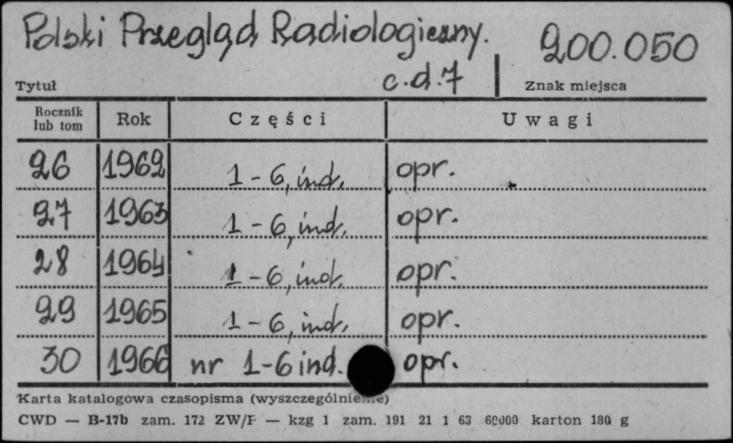 Polski Przegląd Radiologiczny. 200.050
Tytuł c.d.7 Znak miejsca
Rocznik lub tom Rok Części Uwagi
26 1962 1-6, ind. opr.
27 1963 1-6, ind. opr.
28 1964 1-6, ind. opr.
29 1965 1-6, ind. opr.
30 1966 nr 1-6 ind. opr.
Karta katalogowa czasopisma (wyszczególnienie)
CWD — B-17b zam. 172 ZW/F — kzg 1 zam. 191 21 1 63 60000 karton 180 g